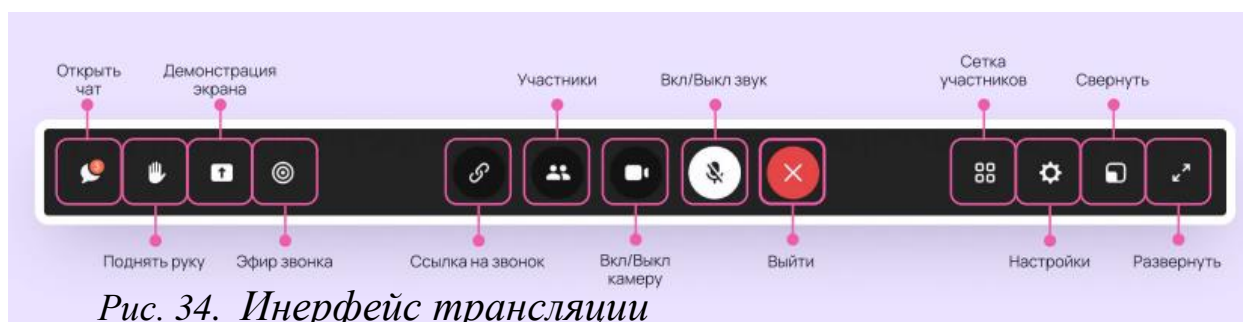 Открыть
чат
Демонстрация
экрана
Участники
Вкл/Выкл звук
Сетка
участников
Свернуть
3
Поднять руку
Эфир звонка
Ссылка на звонок
Вкл/Выкл
камеру
Выйти
Настройки
Развернуть
Рис. 34. Инерфейс трансляции